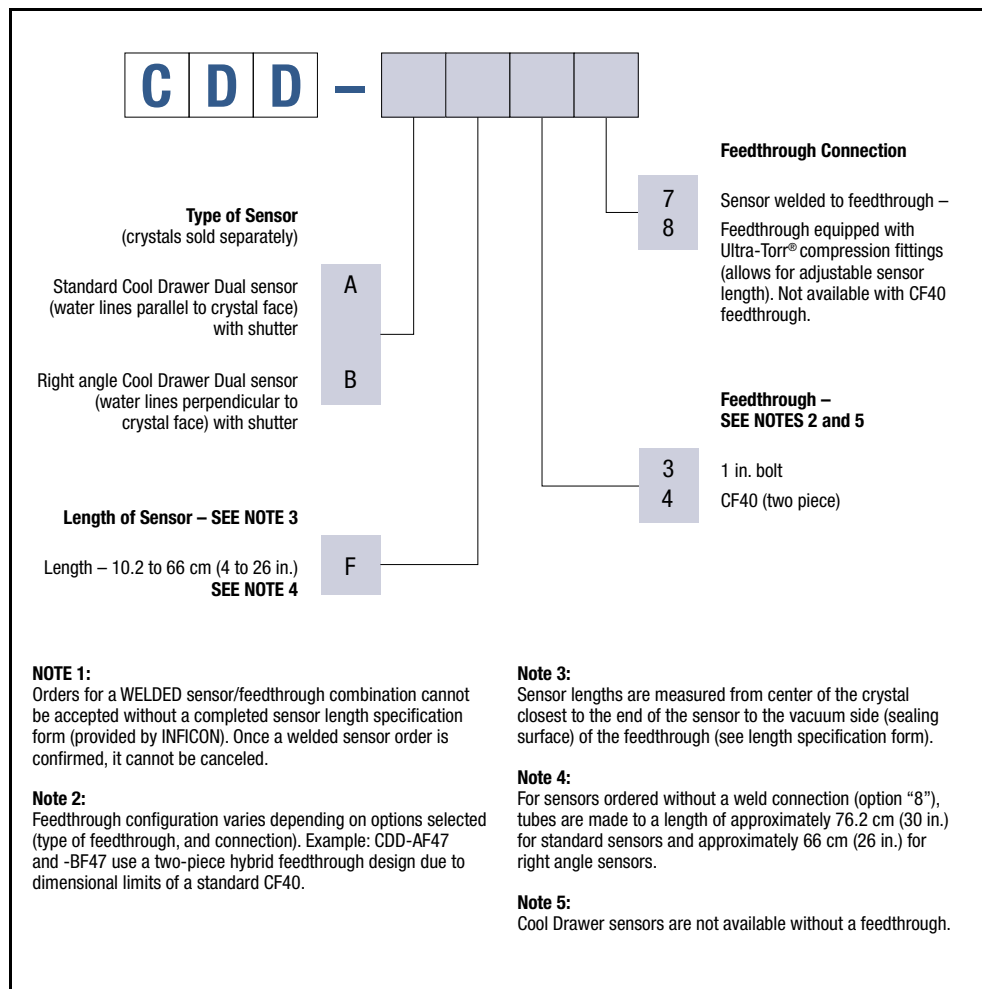 C D D –
Feedthrough Connection
7 Sensor welded to feedthrough –
8 Feedthrough equipped with
Ultra-Torr® compression fittings
(allows for adjustable sensor
length). Not available with CF40
feedthrough.
Type of Sensor
(crystals sold separately)
Standard Cool Drawer Dual sensor A
(water lines parallel to crystal face)
with shutter
Right angle Cool Drawer Dual sensor B
(water lines perpendicular to
crystal face) with shutter
Feedthrough –
SEE NOTES 2 and 5
3 1 in. bolt
4 CF40 (two piece)
Length of Sensor – SEE NOTE 3
Length – 10.2 to 66 cm (4 to 26 in.) F
SEE NOTE 4
NOTE 1:
Orders for a WELDED sensor/feedthrough combination cannot
be accepted without a completed sensor length specification
form (provided by INFICON). Once a welded sensor order is
confirmed, it cannot be canceled.
Note 2:
Feedthrough configuration varies depending on options selected
(type of feedthrough, and connection). Example: CDD-AF47
and -BF47 use a two-piece hybrid feedthrough design due to
dimensional limits of a standard CF40.
Note 3:
Sensor lengths are measured from center of the crystal
closest to the end of the sensor to the vacuum side (sealing
surface) of the feedthrough (see length specification form).
Note 4:
For sensors ordered without a weld connection (option “8”),
tubes are made to a length of approximately 76.2 cm (30 in.)
for standard sensors and approximately 66 cm (26 in.) for
right angle sensors.
Note 5:
Cool Drawer sensors are not available without a feedthrough.